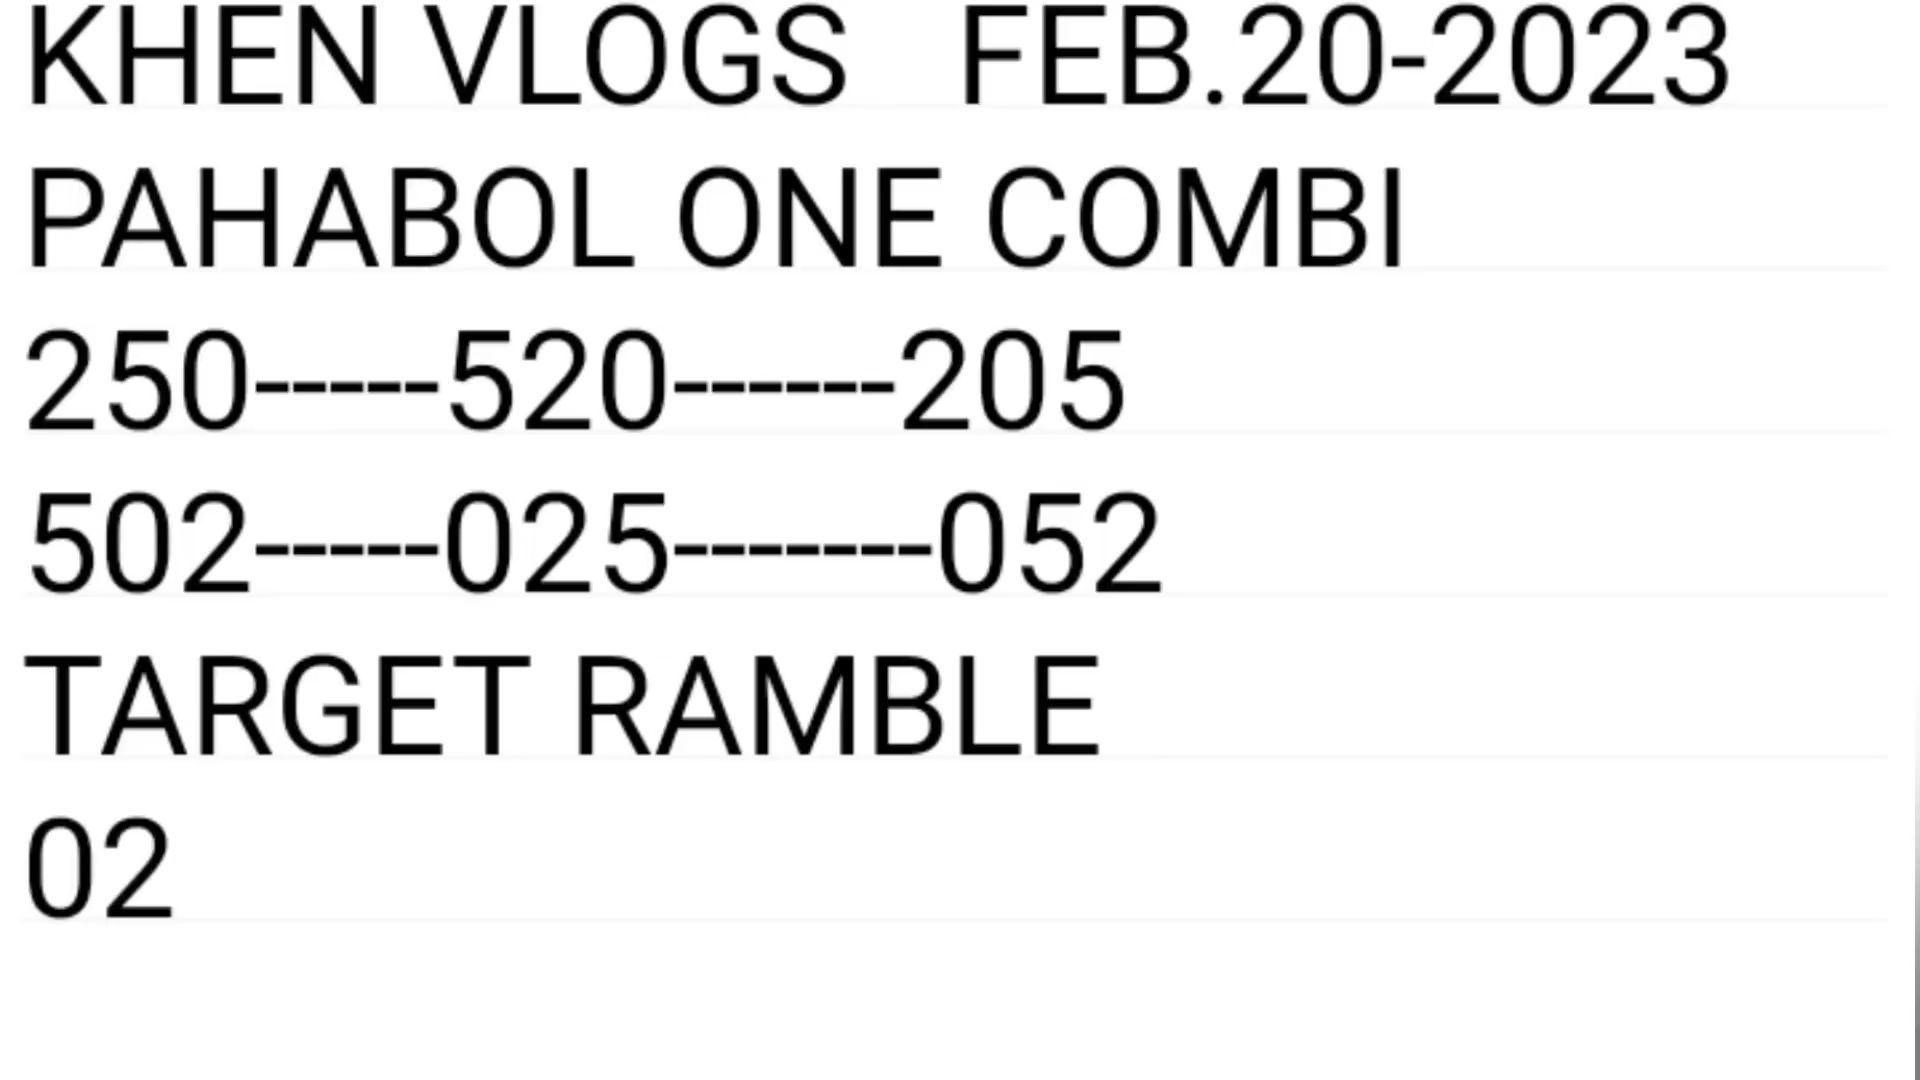 KHEN VLOGS   FEB.20-2023
PAHABOL ONE COMBI
250-----520------205
502-----025-------052
TARGET RAMBLE
02